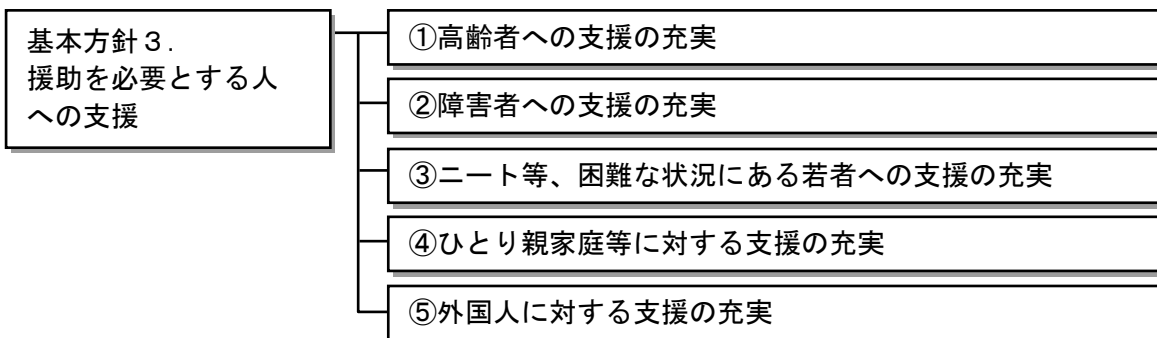 基本方針３．
援助を必要とする人
への支援
①高齢者への支援の充実
②障害者への支援の充実
③ニート等、困難な状況にある若者への支援の充実
④ひとり親家庭等に対する支援の充実
⑤外国人に対する支援の充実